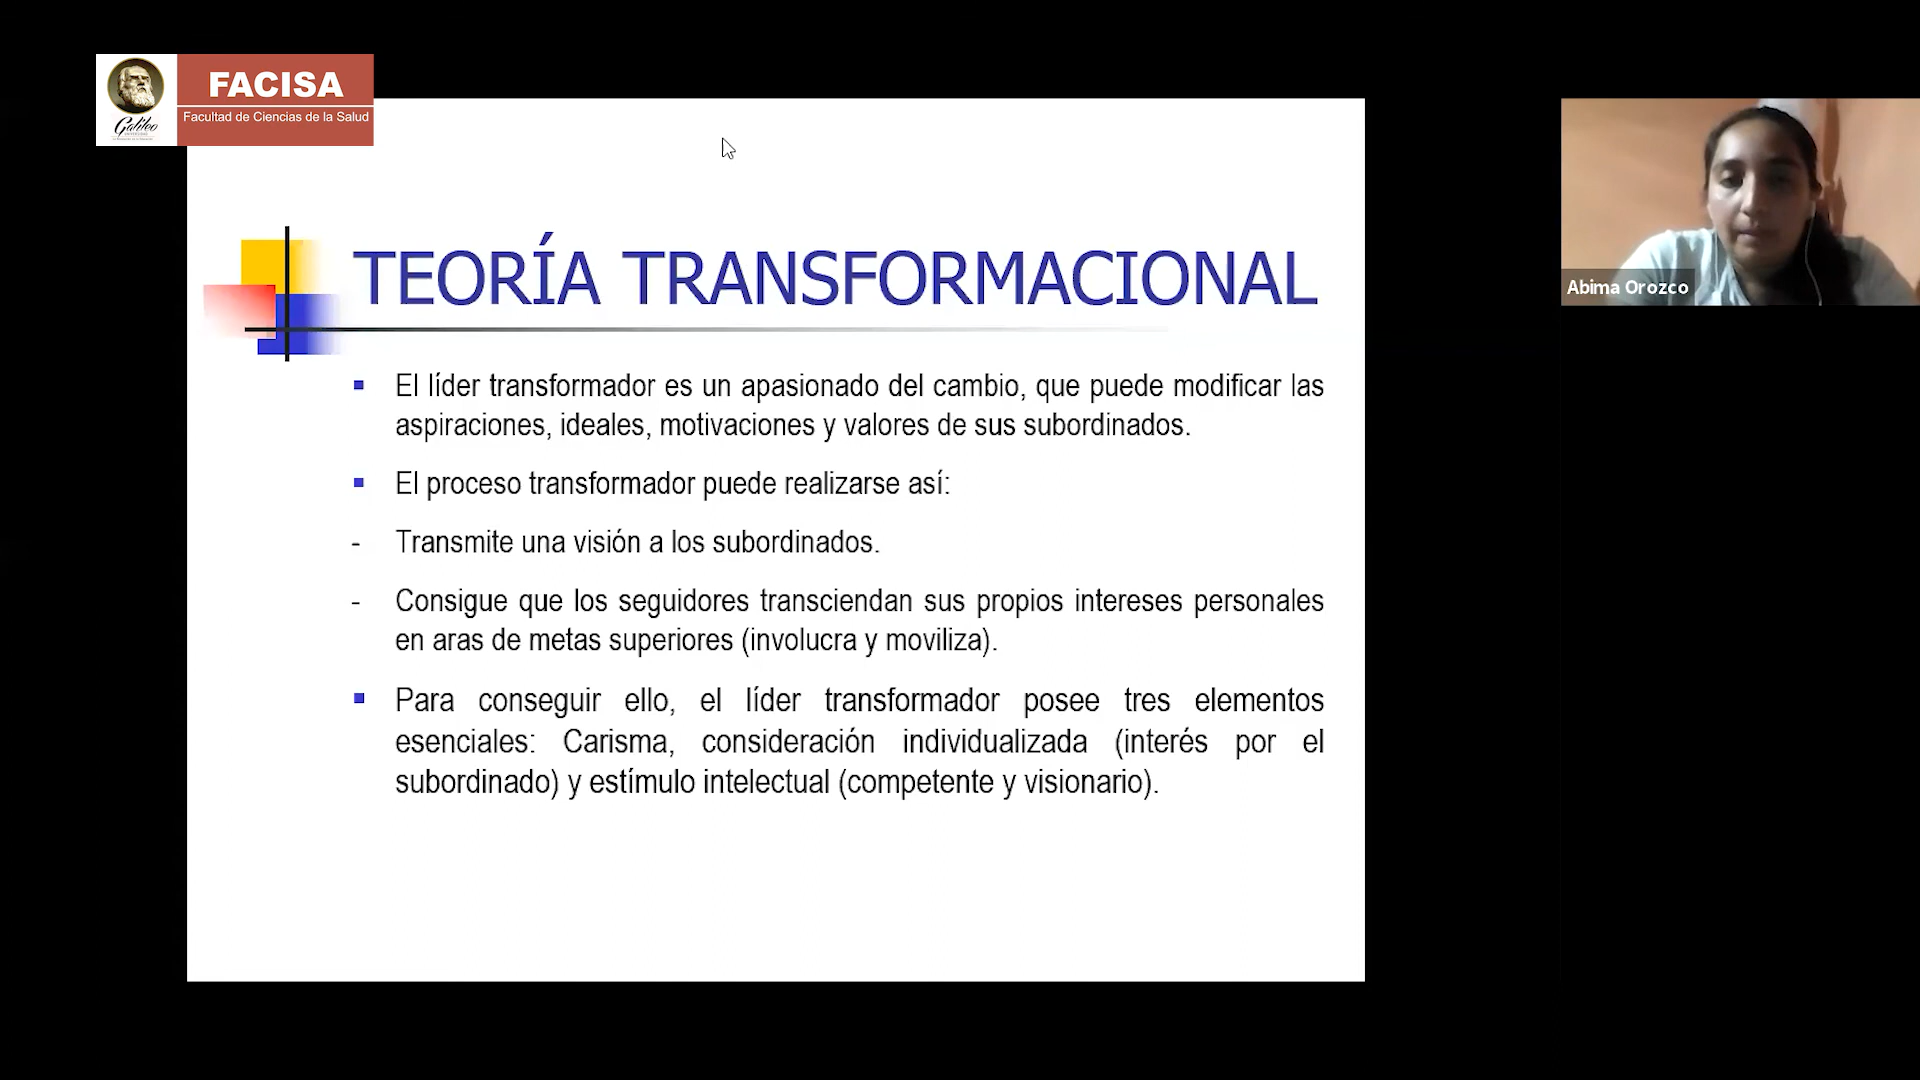 FACISA
Facultad de Ciencias de la Salud
Galileo
TEORÍA TRANSFORMACIONAL
El líder transformador es un apasionado del cambio, que puede modificar las
aspiraciones, ideales, motivaciones y valores de sus subordinados.
El proceso transformador puede realizarse así:
- Transmite una visión a los subordinados.
- Consigue que los seguidores transciendan sus propios intereses personales
en aras de metas superiores (involucra y moviliza).
Para conseguir ello, el líder transformador posee tres elementos
esenciales: Carisma, consideración individualizada (interés por el
subordinado) y estímulo intelectual (competente y visionario).
Abima Orozco